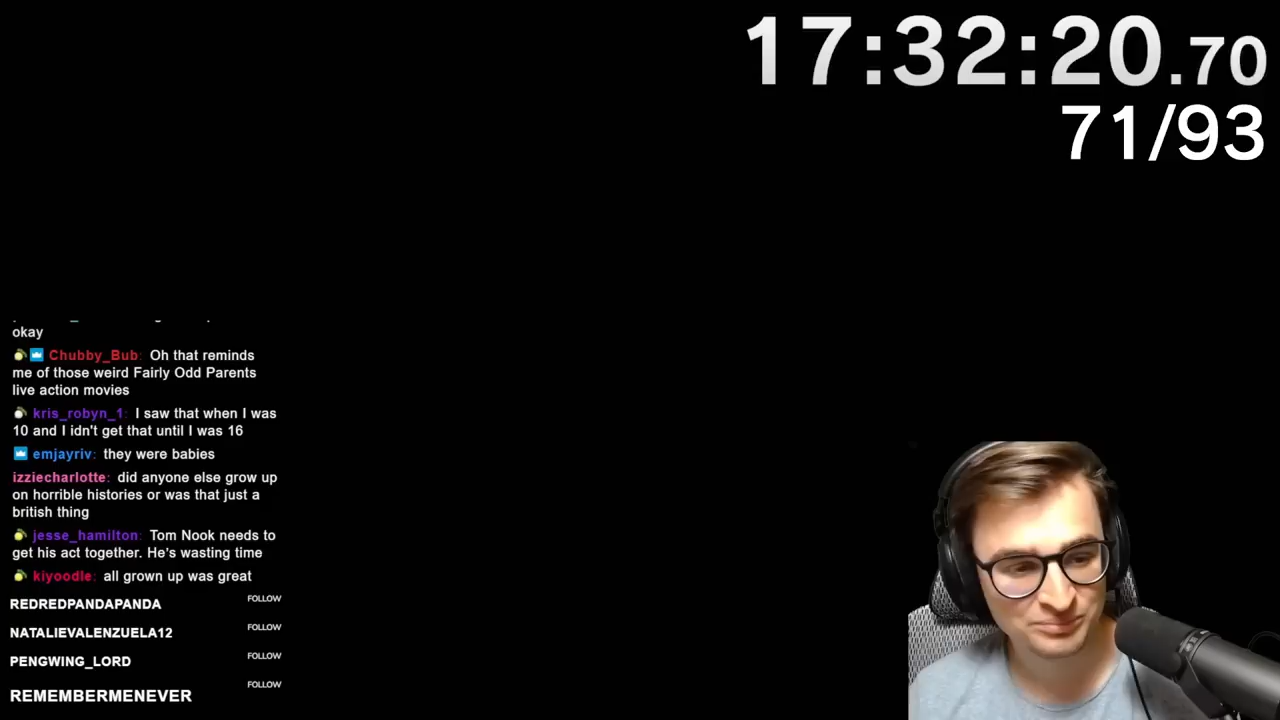 17:32:20.70
71/93
okay
Chubby_Bub: Oh that reminds
me of those weird Fairly Odd Parents
live action movies
kris_robyn_1: I saw that when I was
10 and I idn't get that until I was 16
emjayriv: they were babies
izziecharlotte: did anyone else grow up
on horrible histories or was that just a
british thing
jesse_hamilton: Tom Nook needs to
get his act together. He's wasting time
kiyoodle: all grown up was great
REDREDPANDAPANDA FOLLOW
NATALIEVALENZUELA12 FOLLOW
PENGWING_LORD FOLLOW
REMEMBERMENEVER FOLLOW